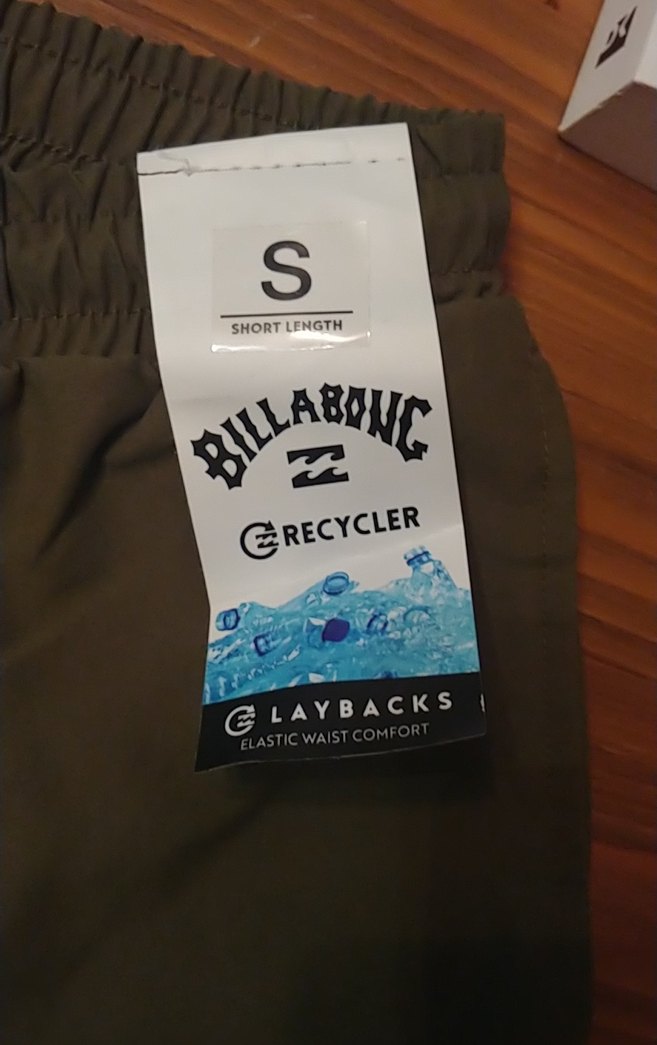 S
SHORT LENGTH
BILLABONG
RECYCLER
LAYBACKS
ELASTIC WAIST COMFORT